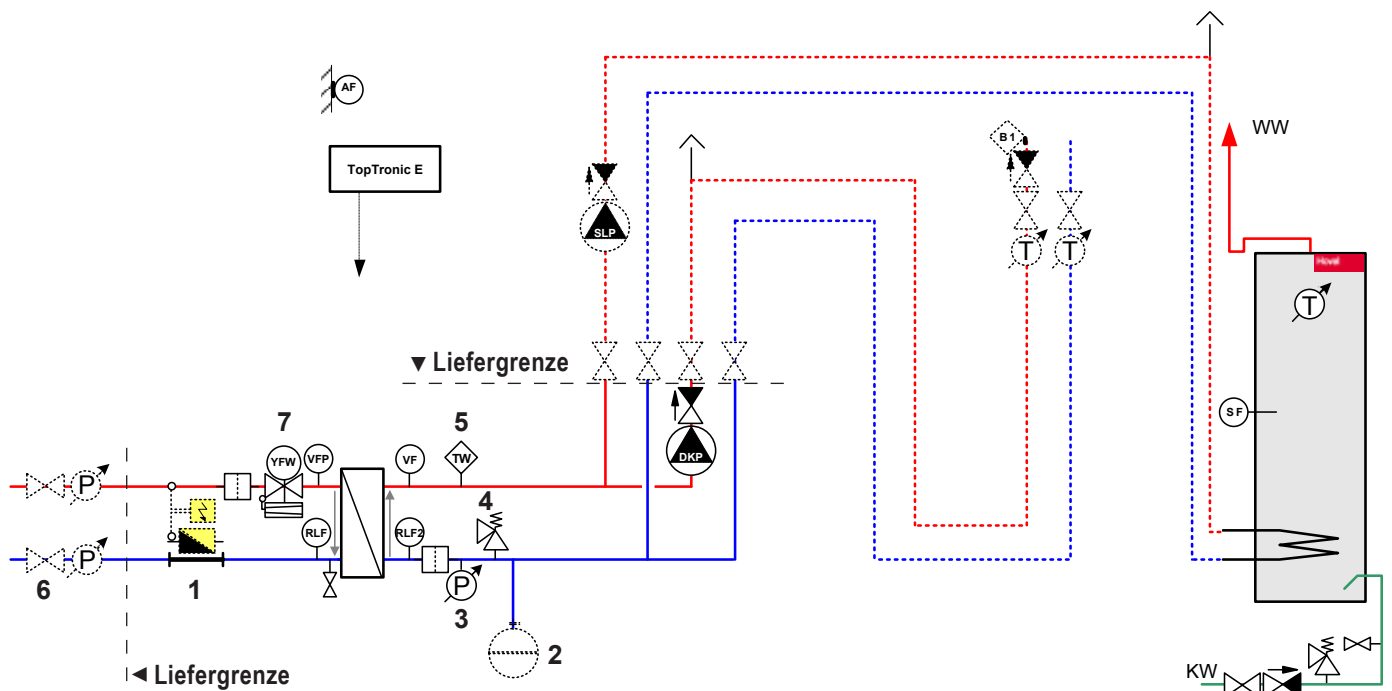 AF
TopTronic E
B1
WW
SLP
T
T
Hoval
T
▼ Liefergrenze
SF
7
5
YFW
VFP
VF
TW
DKP
P
4
RLF
RLF2
P
6
1
P
3
2
◄ Liefergrenze
KW